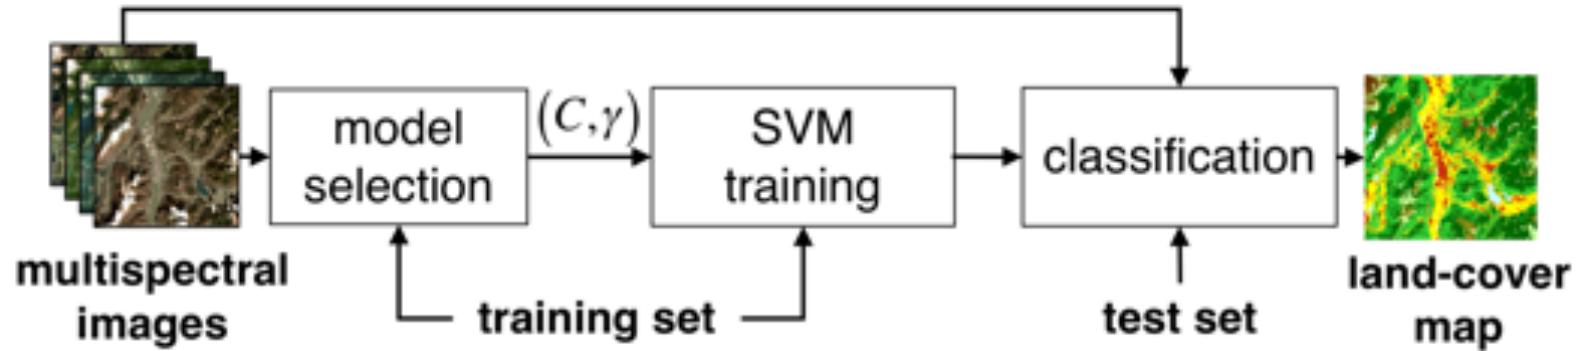 model
selection
(C,γ)
SVM
training
classification
multispectral
images
training set
test set
land-cover
map